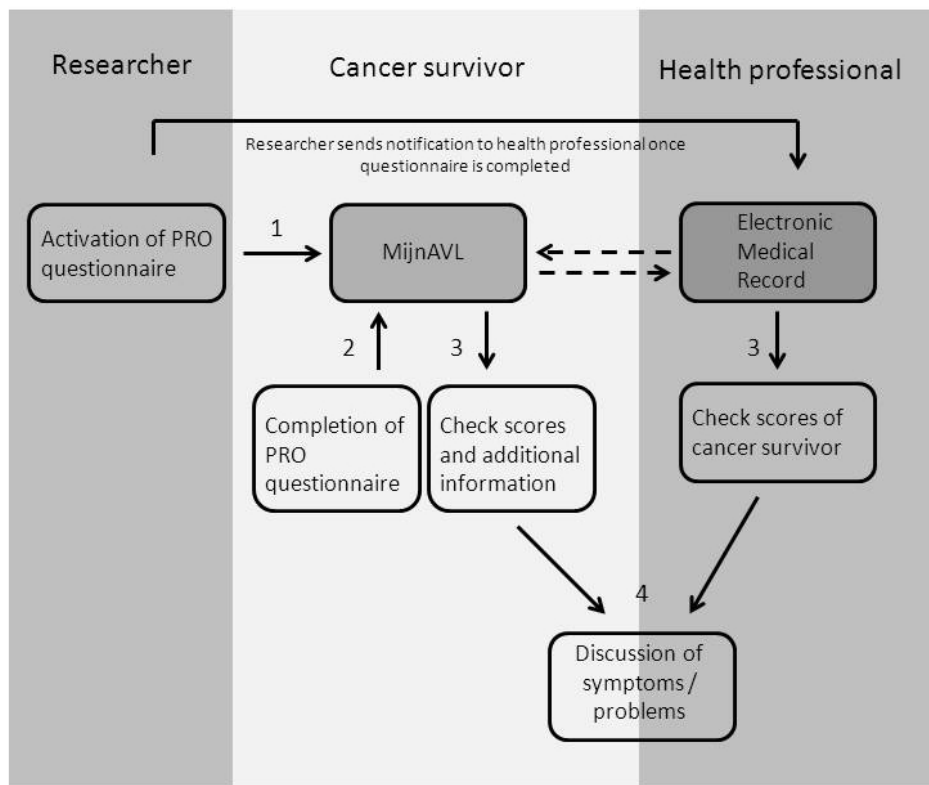 Researcher
Cancer survivor
Health professional
Researcher sends notification to health professional once
questionnaire is completed
Activation of PRO
questionnaire
1
MijnAVL
Electronic
Medical
Record
2
3
3
Completion of
PRO
questionnaire
Check scores
and additional
information
Check scores of
cancer survivor
4
Discussion of
symptoms /
problems